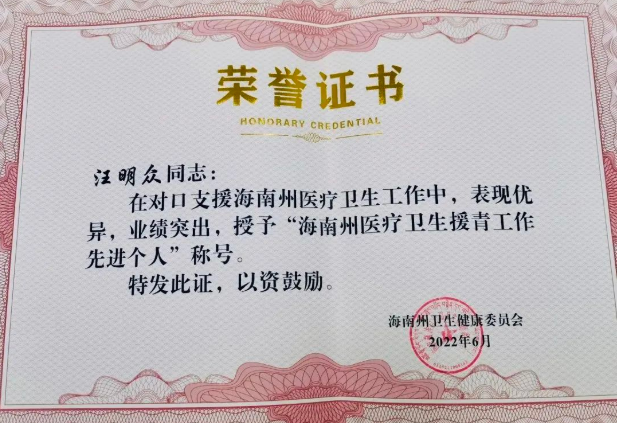 荣誉证书
HONORARY CREDENTIAL
汪明众同志：
在对口支援海南州医疗卫生工作中，表现优
异，业绩突出，授予“海南州医疗卫生援青工作
先进个人”称号。
特发此证，以资鼓励。
海南州卫生健康委员会
2022年6月